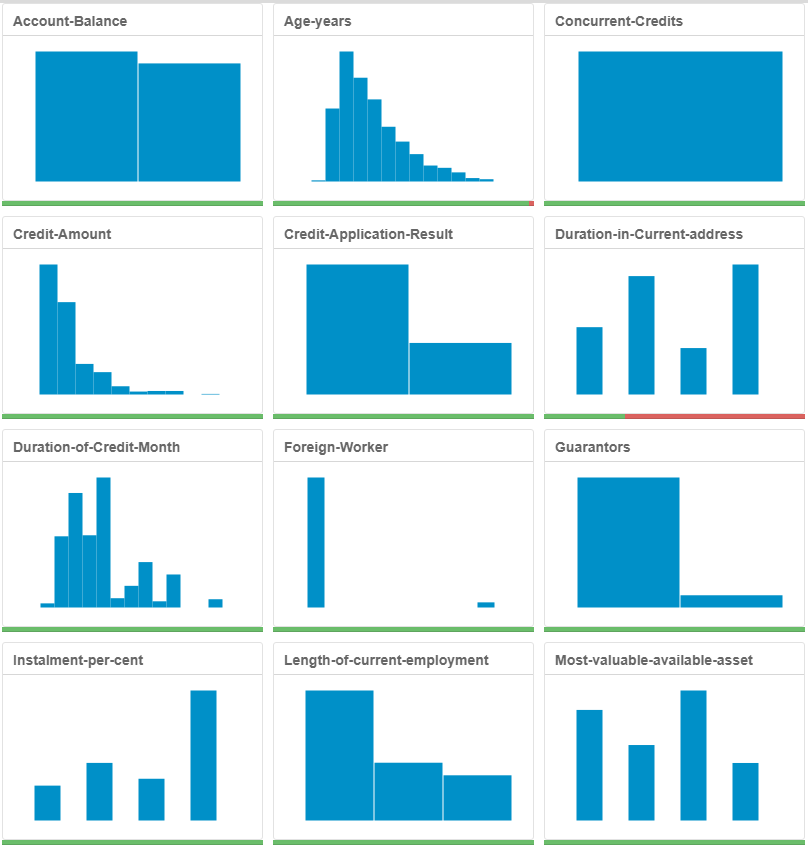 Account-Balance
Age-years
Concurrent-Credits
Credit-Amount
Credit-Application-Result
Duration-in-Current-address
Duration-of-Credit-Month
Foreign-Worker
Guarantors
Instalment-per-cent
Length-of-current-employment
Most-valuable-available-asset